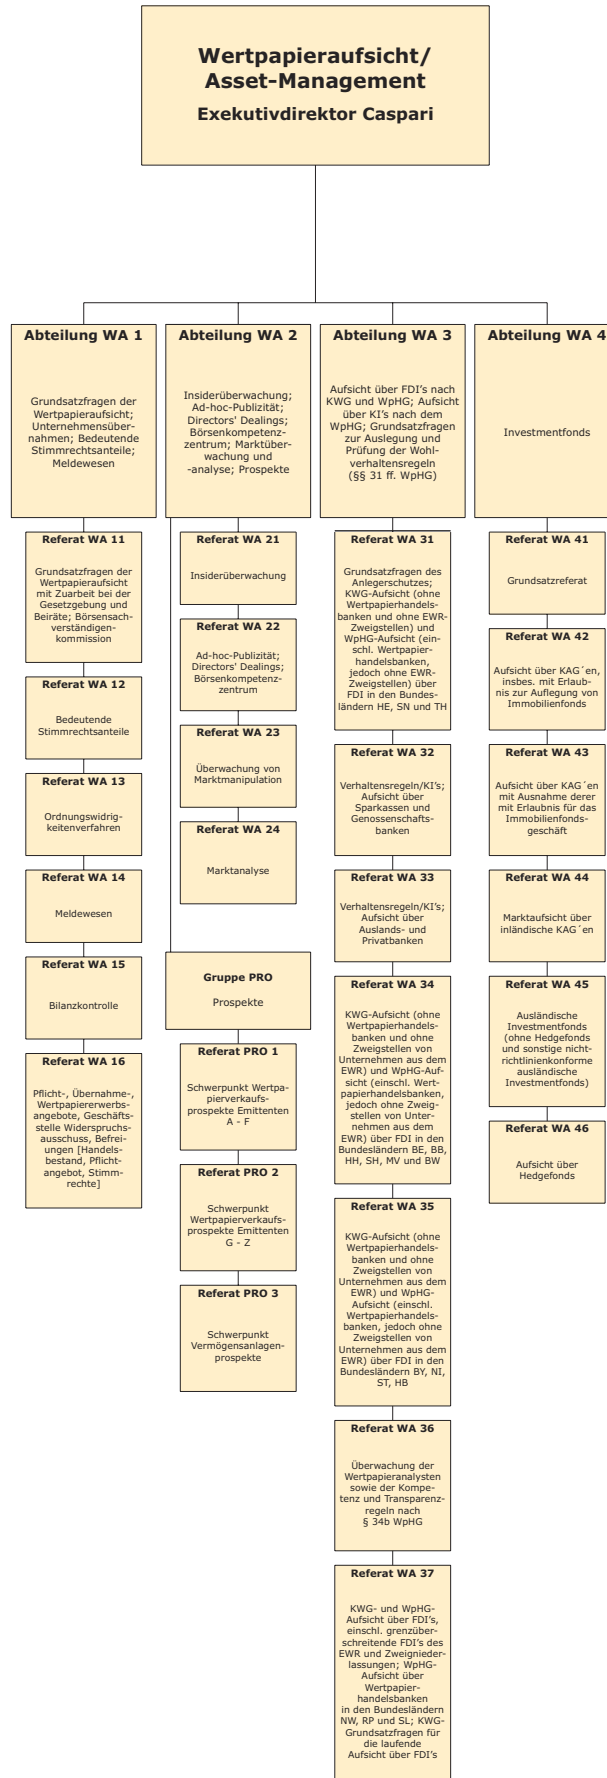 Wertpapieraufsicht/
Asset-Management
Exekutivdirektor Caspari
Abteilung WA 1
Grundsatzfragen der
Wertpapieraufsicht;
Unternehmensüber-
nahmen; Bedeutende
Stimmrechtsanteile;
Meldewesen
Referat WA 11
Grundsatzfragen der
Wertpapieraufsicht
mit Zuarbeit bei der
Gesetzgebung und
Beiräte; Börsensach-
verständigen-
kommission
Referat WA 12
Bedeutende
Stimmrechtsanteile
Referat WA 13
Ordnungswidrig-
keitenverfahren
Referat WA 14
Meldewesen
Referat WA 15
Bilanzkontrolle
Referat WA 16
Pflicht-, Übernahme-,
Wertpapiererwerbs-
angebote, Geschäfts-
stelle Widerspruchs-
ausschuss, Befrei-
ungen [Handels-
bestand, Pflicht-
angebot, Stimm-
rechte]
Abteilung WA 2
Insiderüberwachung;
Ad-hoc-Publizität;
Directors' Dealings;
Börsenkompetenz-
zentrum; Marktüber-
wachung und
-analyse; Prospekte
Referat WA 21
Insiderüberwachung
Referat WA 22
Ad-hoc-Publizität;
Directors' Dealings;
Börsenkompetenz-
zentrum
Referat WA 23
Überwachung von
Marktmanipulation
Referat WA 24
Marktanalyse
Gruppe PRO
Prospekte
Referat PRO 1
Schwerpunkt Wertpa-
pierverkaufs-
prospekte Emittenten
A - F
Referat PRO 2
Schwerpunkt
Wertpapierverkaufs-
prospekte Emittenten
G - Z
Referat PRO 3
Schwerpunkt
Vermögensanlagen-
prospekte
Abteilung WA 3
Aufsicht über FDI's nach
KWG und WpHG; Aufsicht
über KI's nach dem
WpHG; Grundsatzfragen
zur Auslegung und
Prüfung der Wohl-
verhaltensregeln
(§§ 31 ff. WpHG)
Referat WA 31
Grundsatzfragen des
Anlegerschutzes;
KWG-Aufsicht (ohne
Wertpapierhandels-
banken und ohne EWR-
Zweigstellen) und
WpHG-Aufsicht (ein-
schl. Wertpapier-
handelsbanken,
jedoch ohne EWR-
Zweigstellen) über
FDI in den Bundes-
ländern HE, SN und TH
Referat WA 32
Verhaltensregeln/KI's;
Aufsicht über
Sparkassen und
Genossenschafts-
banken
Referat WA 33
Verhaltensregeln/KI's;
Aufsicht über
Auslands- und
Privatbanken
Referat WA 34
KWG-Aufsicht (ohne
Wertpapierhandels-
banken und ohne
Zweigstellen von
Unternehmen aus dem
EWR) und WpHG-Auf-
sicht (einschl. Wert-
papierhandelsbanken,
jedoch ohne Zweig-
stellen von Unter-
nehmen aus dem
EWR) über FDI in den
Bundesländern BE, BB,
HH, SH, MV und BW
Referat WA 35
KWG-Aufsicht (ohne
Wertpapierhandels-
banken und ohne
Zweigstellen von
Unternehmen aus dem
EWR) und WpHG-
Aufsicht (einschl.
Wertpapierhandels-
banken, jedoch ohne
Zweigstellen von
Unternehmen aus dem
EWR) über FDI in den
Bundesländern BY, NI,
ST, HB
Referat WA 36
Überwachung der
Wertpapieranalysten
sowie der Kompe-
tenz und Transparenz-
regeln nach
§ 34b WpHG
Referat WA 37
KWG- und WpHG-
Aufsicht über FDI's,
einschl. grenzüber-
schreitende FDI's des
EWR und Zweignieder-
lassungen; WpHG-
Aufsicht über
Wertpapier-
handelsbanken
in den Bundesländern
NW, RP und SL; KWG-
Grundsatzfragen für
die laufende
Aufsicht über FDI's
Abteilung WA 4
Investmentfonds
Referat WA 41
Grundsatzreferat
Referat WA 42
Aufsicht über KAG´en,
insbes. mit Erlaub-
nis zur Auflegung von
Immobilienfonds
Referat WA 43
Aufsicht über KAG´en
mit Ausnahme derer
mit Erlaubnis für das
Immobilienfonds-
geschäft
Referat WA 44
Marktaufsicht über
inländische KAG´en
Referat WA 45
Ausländische
Investmentfonds
(ohne Hedgefonds
und sonstige nicht-
richtlinienkonforme
ausländische
Investmentfonds)
Referat WA 46
Aufsicht über
Hedgefonds